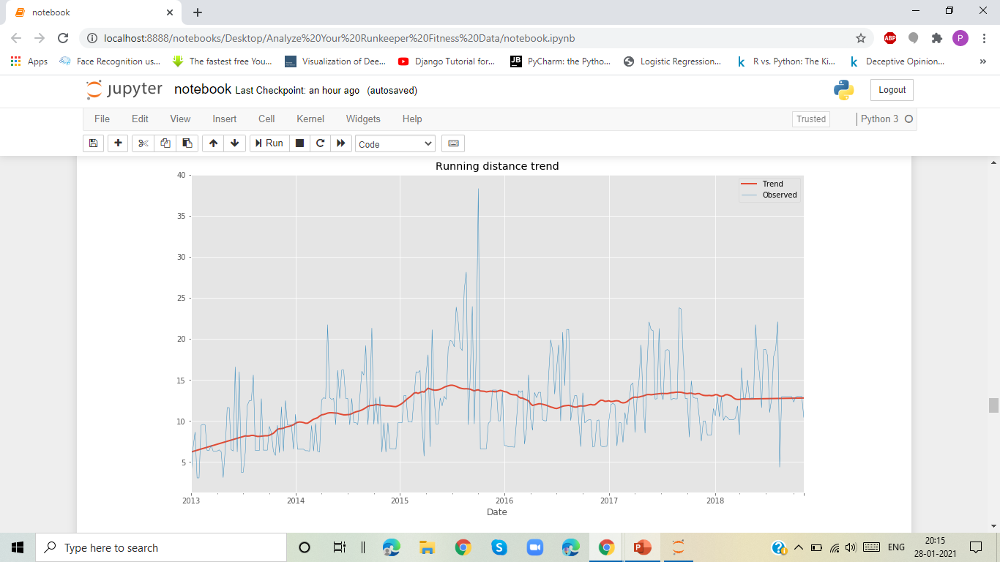 notebook
localhost:8888/notebooks/Desktop/Analyze%20Your%20Runkeeper%20Fitness%20Data/notebook.ipynb
ABP
P
Apps Face Recognition us... The fastest free You... Visualization of Dee... Django Tutorial for... JB PyCharm: the Pytho... Logistic Regression... k R vs. Python: The Ki... k Deceptive Opinion... »
jupyter notebook Last Checkpoint: an hour ago (autosaved) Logout
File Edit View Insert Cell Kernel Widgets Help Trusted Python 3
Run Code
Running distance trend
Trend
Observed
40
35
30
25
20
15
10
5
2013 2014 2015 2016 2017 2018
Date
Type here to search
ENG
20:15
28-01-2021